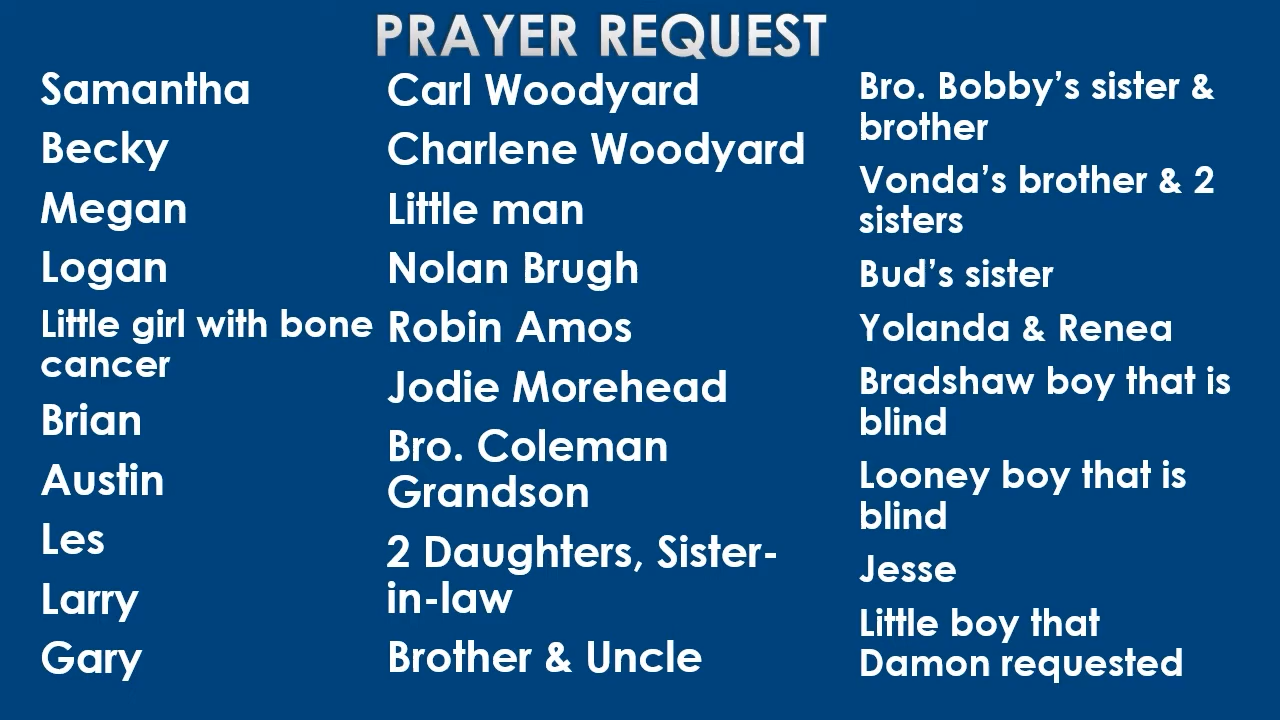 PRAYER REQUEST
Samantha
Becky
Megan
Logan
Little girl with bone
cancer
Brian
Austin
Les
Larry
Gary
Carl Woodyard
Charlene Woodyard
Little man
Nolan Brugh
Robin Amos
Jodie Morehead
Bro. Coleman
Grandson
2 Daughters, Sister-
in-law
Brother & Uncle
Bro. Bobby’s sister &
brother
Vonda’s brother & 2
sisters
Bud’s sister
Yolanda & Renea
Bradshaw boy that is
blind
Looney boy that is
blind
Jesse
Little boy that
Damon requested